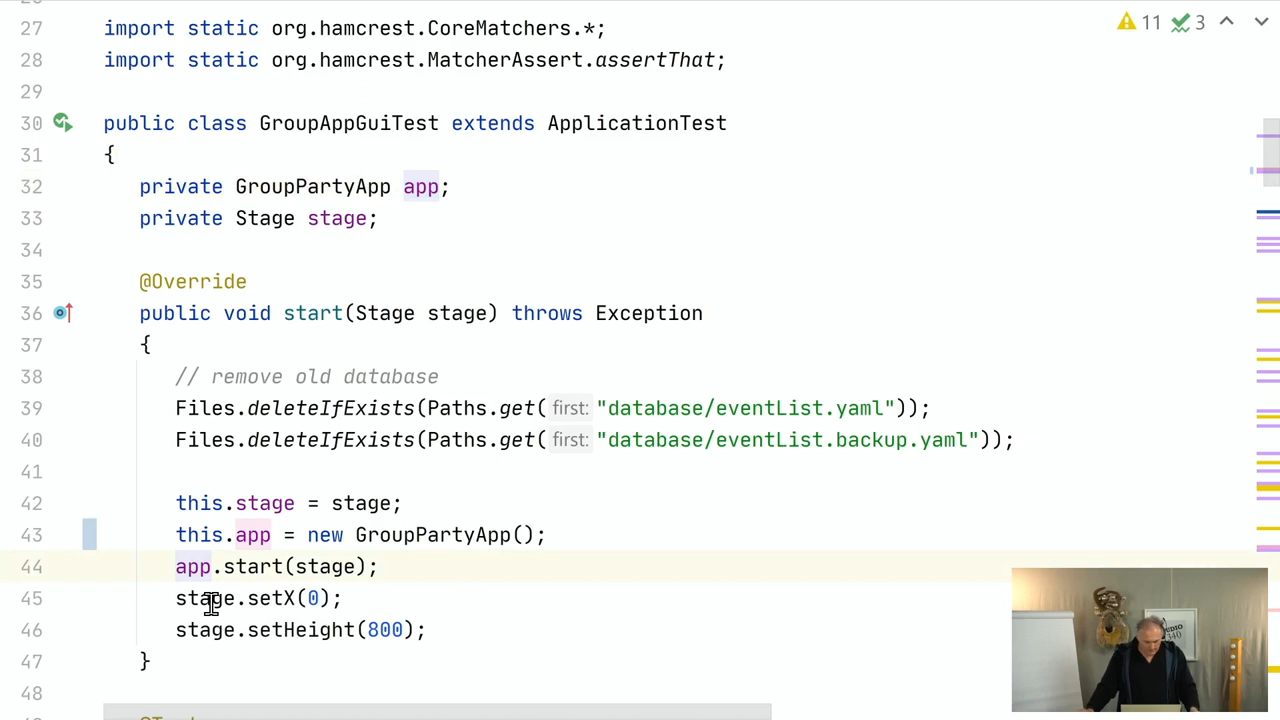 27 import static org.hamcrest.CoreMatchers.*;
11 3
28 import static org.hamcrest.MatcherAssert.assertThat;
29
30 public class GroupAppGuiTest extends ApplicationTest
31 {
32 private GroupPartyApp app;
33 private Stage stage;
34
35 @Override
36 public void start(Stage stage) throws Exception
37 {
38 // remove old database
39 Files.deleteIfExists(Paths.get( first: "database/eventList.yaml"));
40 Files.deleteIfExists(Paths.get( first: "database/eventList.backup.yaml"));
41
42 this.stage = stage;
43 this.app = new GroupPartyApp();
44 app.start(stage);
45 stage.setX(0);
46 stage.setHeight(800);
47 }
48
340